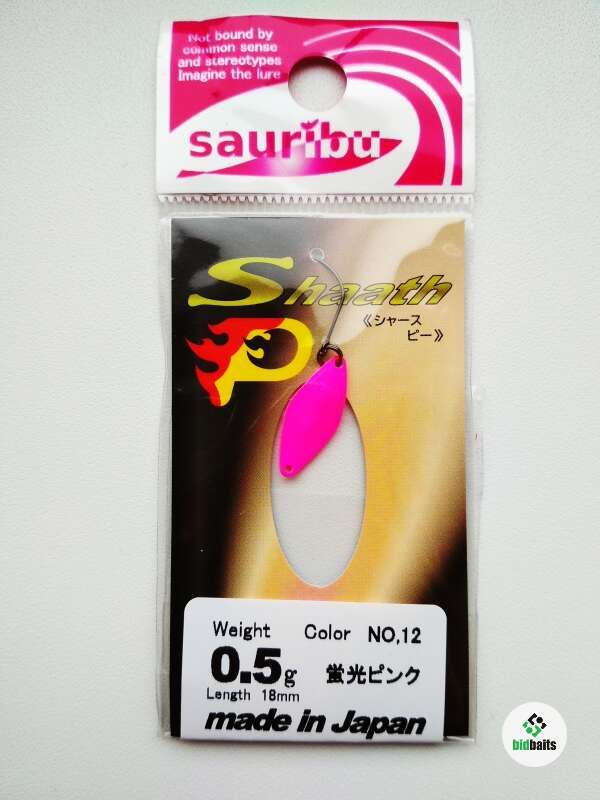 Not bound by
common sense
and stereotypes
Imagine the lure
sauribu
Shaath
P
《シャース
ピー》
Weight Color NO,12
0.5g 蛍光ピンク
Length 18mm
made in Japan
bidbaits